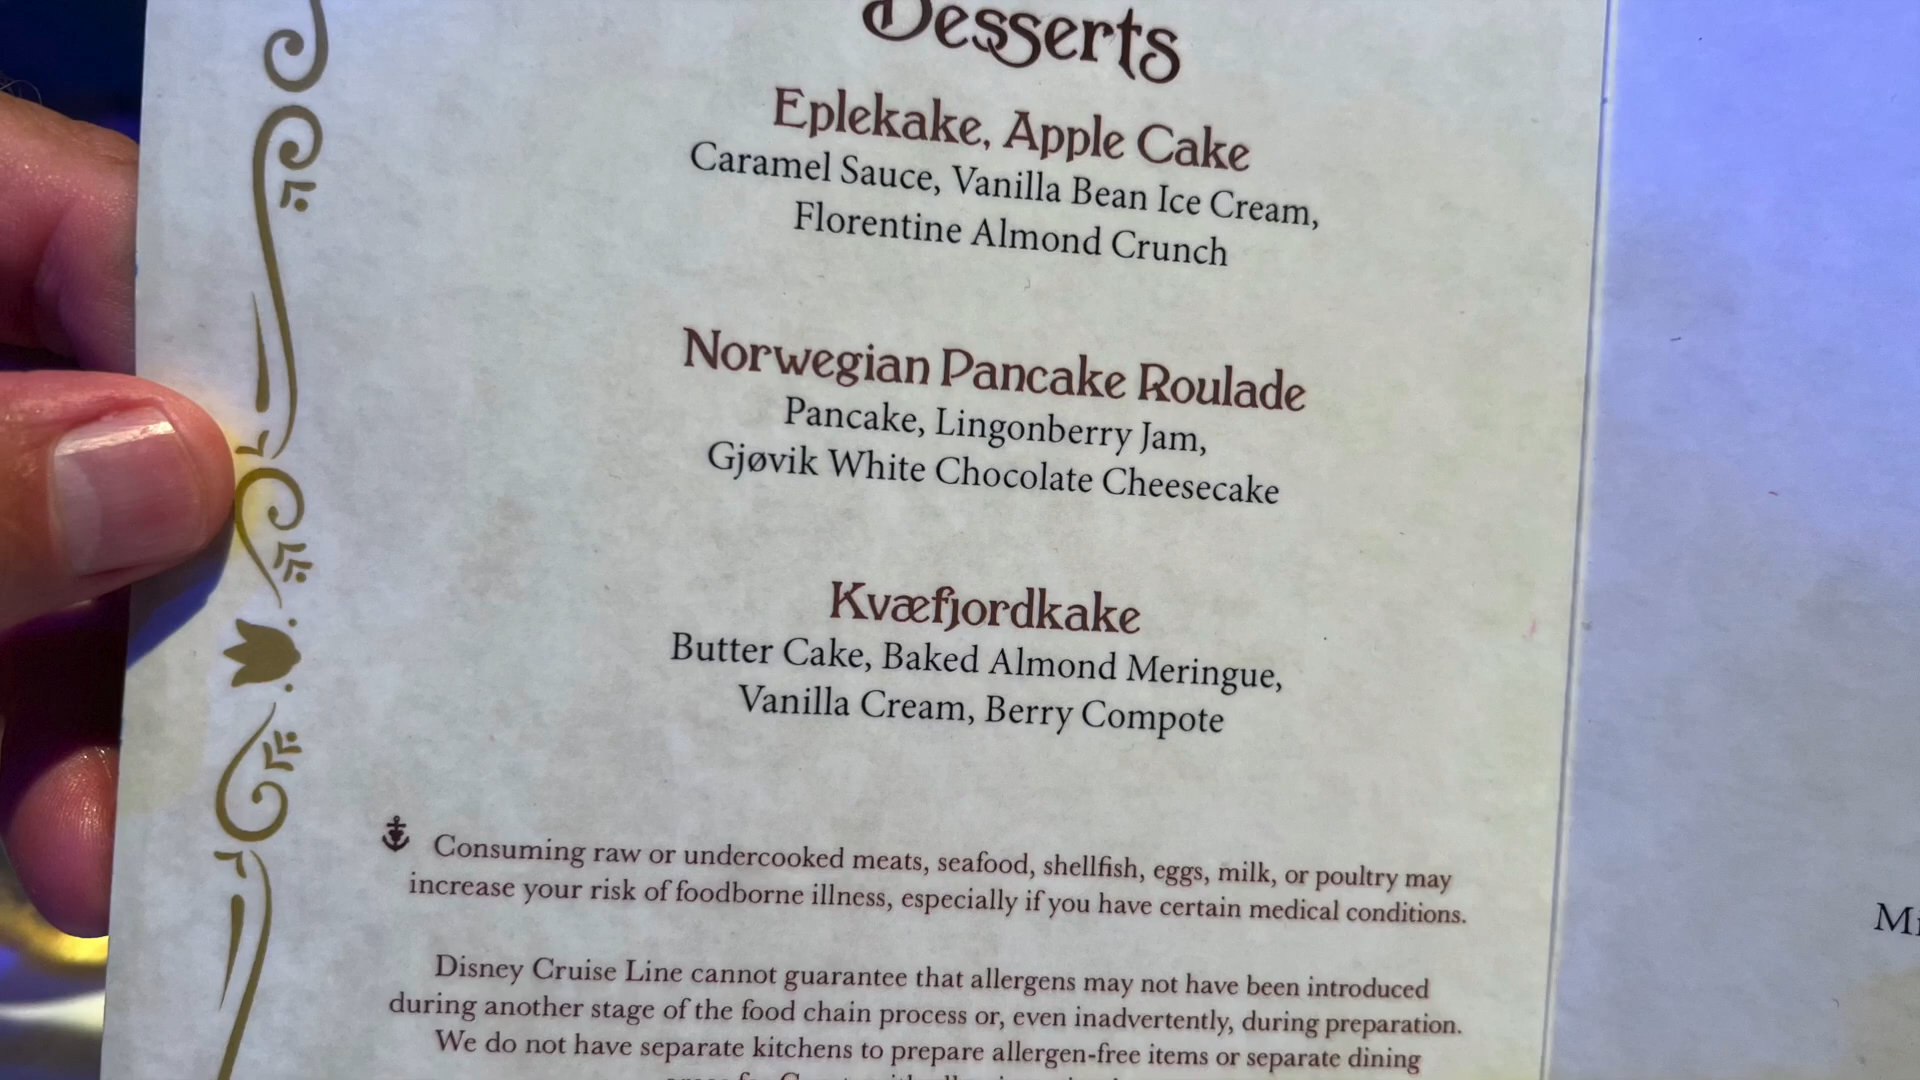 Desserts
Eplekake, Apple Cake
Caramel Sauce, Vanilla Bean Ice Cream,
Florentine Almond Crunch
Norwegian Pancake Roulade
Pancake, Lingonberry Jam,
Gjøvik White Chocolate Cheesecake
Kvæfjordkake
Butter Cake, Baked Almond Meringue,
Vanilla Cream, Berry Compote
Consuming raw or undercooked meats, seafood, shellfish, eggs, milk, or poultry may
increase your risk of foodborne illness, especially if you have certain medical conditions.
Disney Cruise Line cannot guarantee that allergens may not have been introduced
during another stage of the food chain process or, even inadvertently, during preparation.
We do not have separate kitchens to prepare allergen-free items or separate dining